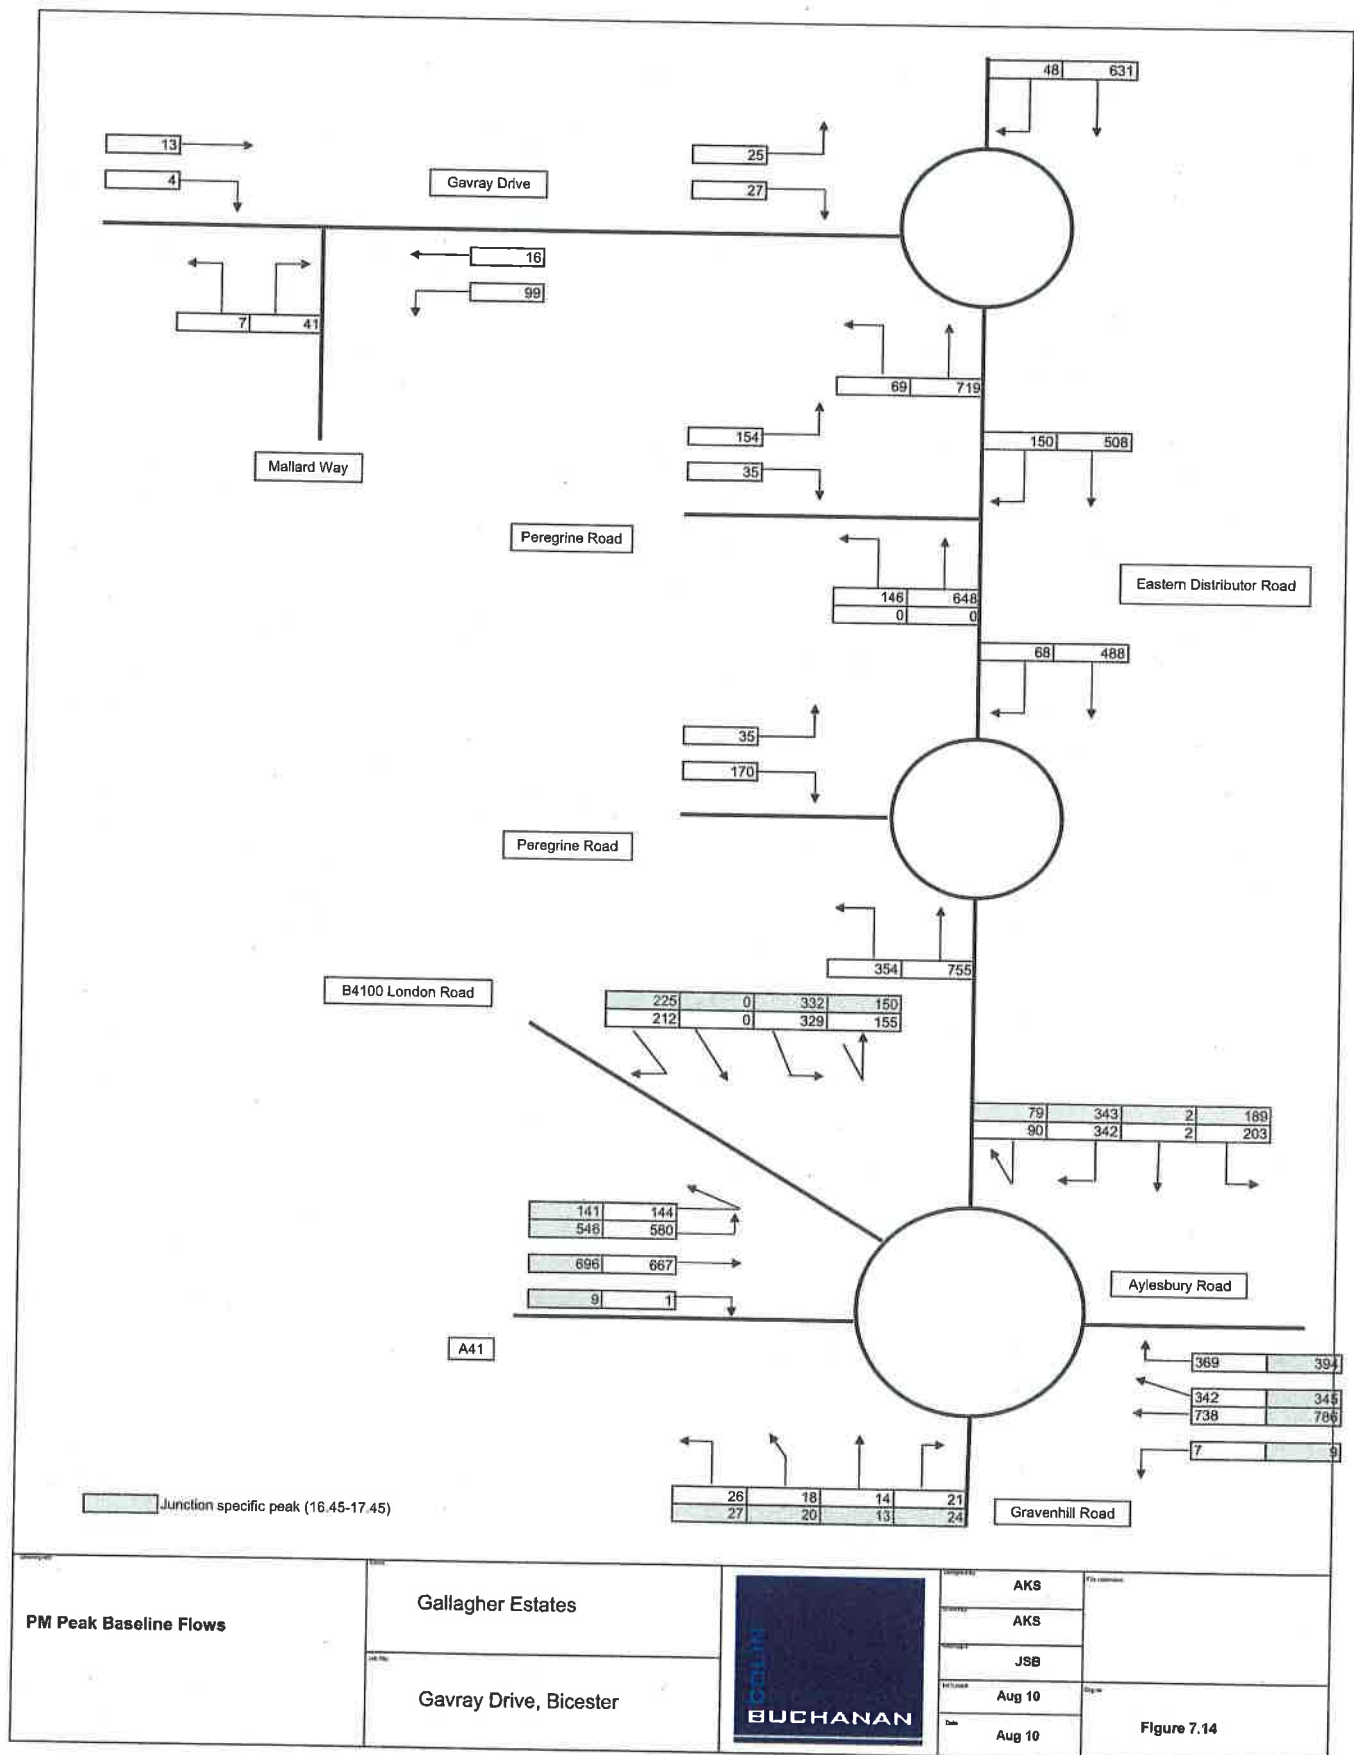 48 631
13
25
4
Gavray Drive
27
16
99
7 41
69 719
154
150 508
Mallard Way
35
Peregrine Road
Eastern Distributor Road
146 648
0 0
68 488
35
170
Peregrine Road
354 755
B4100 London Road
225 0 332 150
212 0 329 155
79 343 2 189
90 342 2 203
141 144
546 580
696 667
Aylesbury Road
9 1
A41
369 394
342 345
738 786
7 9
26 18 14 21
27 20 13 24
Junction specific peak (16.45-17.45)
Gravenhill Road
PM Peak Baseline Flows
Gallagher Estates
Gavray Drive, Bicester
COLIN
BUCHANAN
AKS
AKS
JSB
Aug 10
Date
Aug 10
Figure 7.14